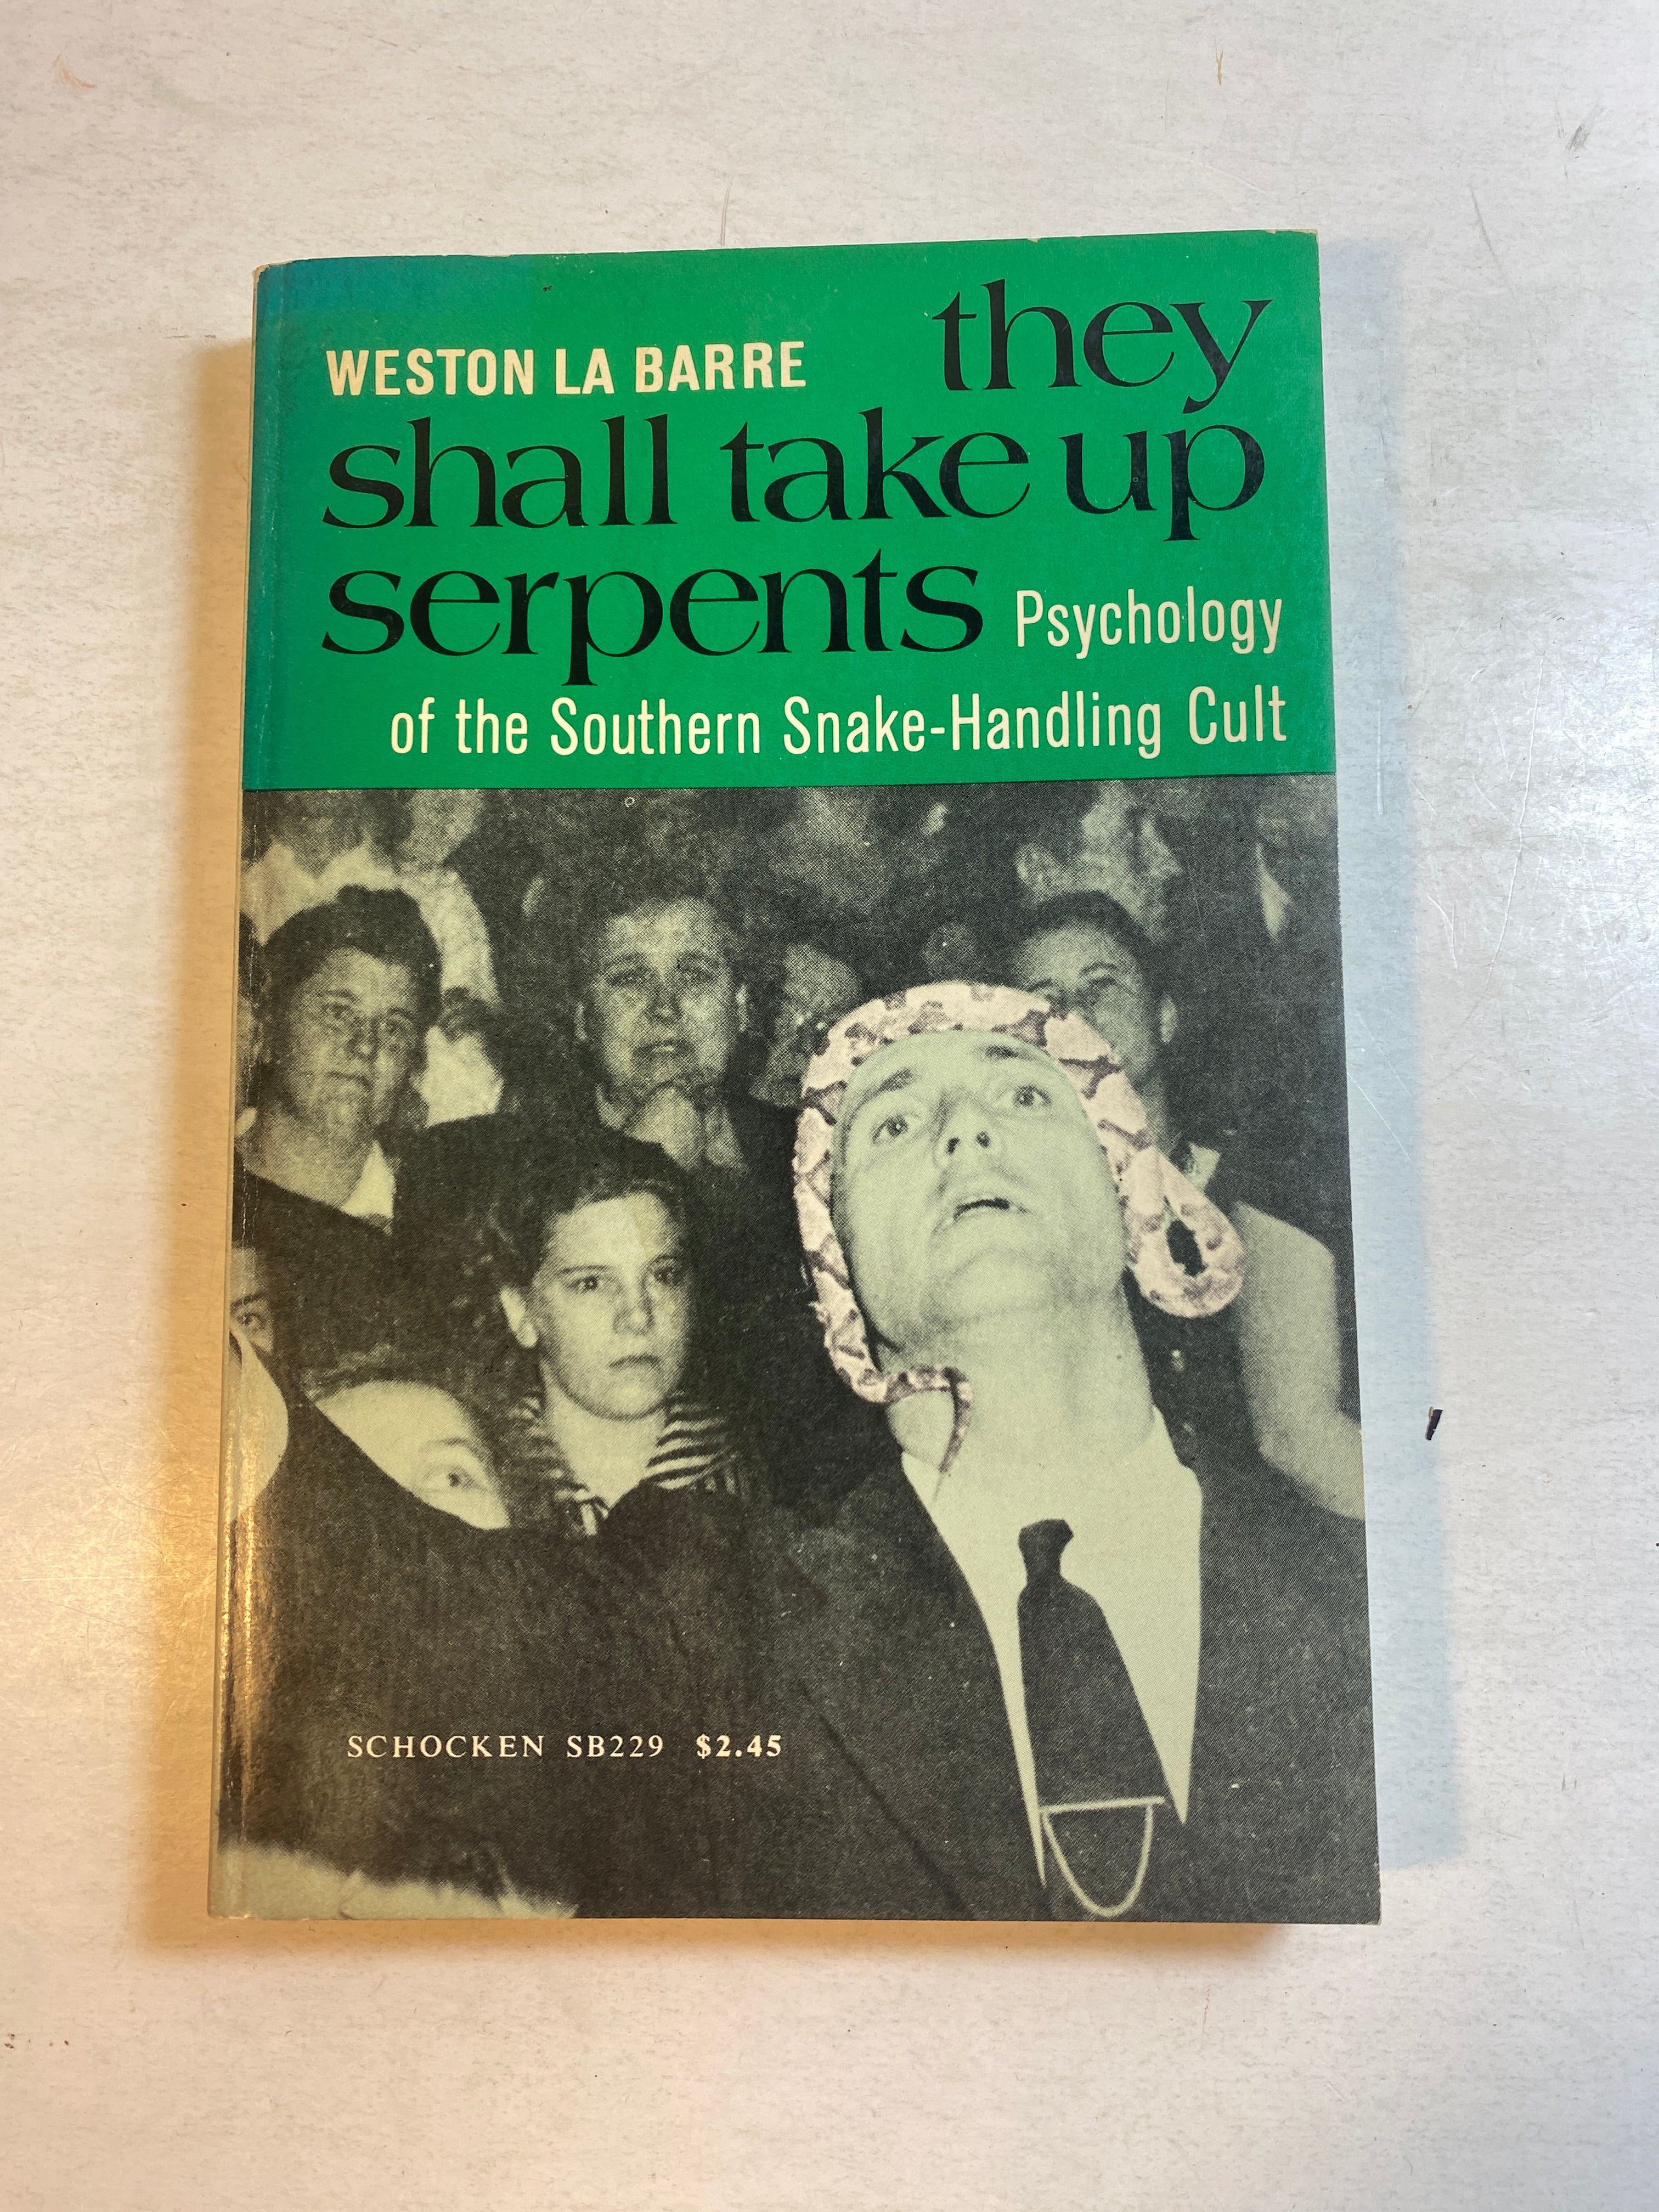 WESTON LA BARRE they
shall take up
serpents Psychology
of the Southern Snake-Handling Cult
SCHOCKEN SB229 $2.45